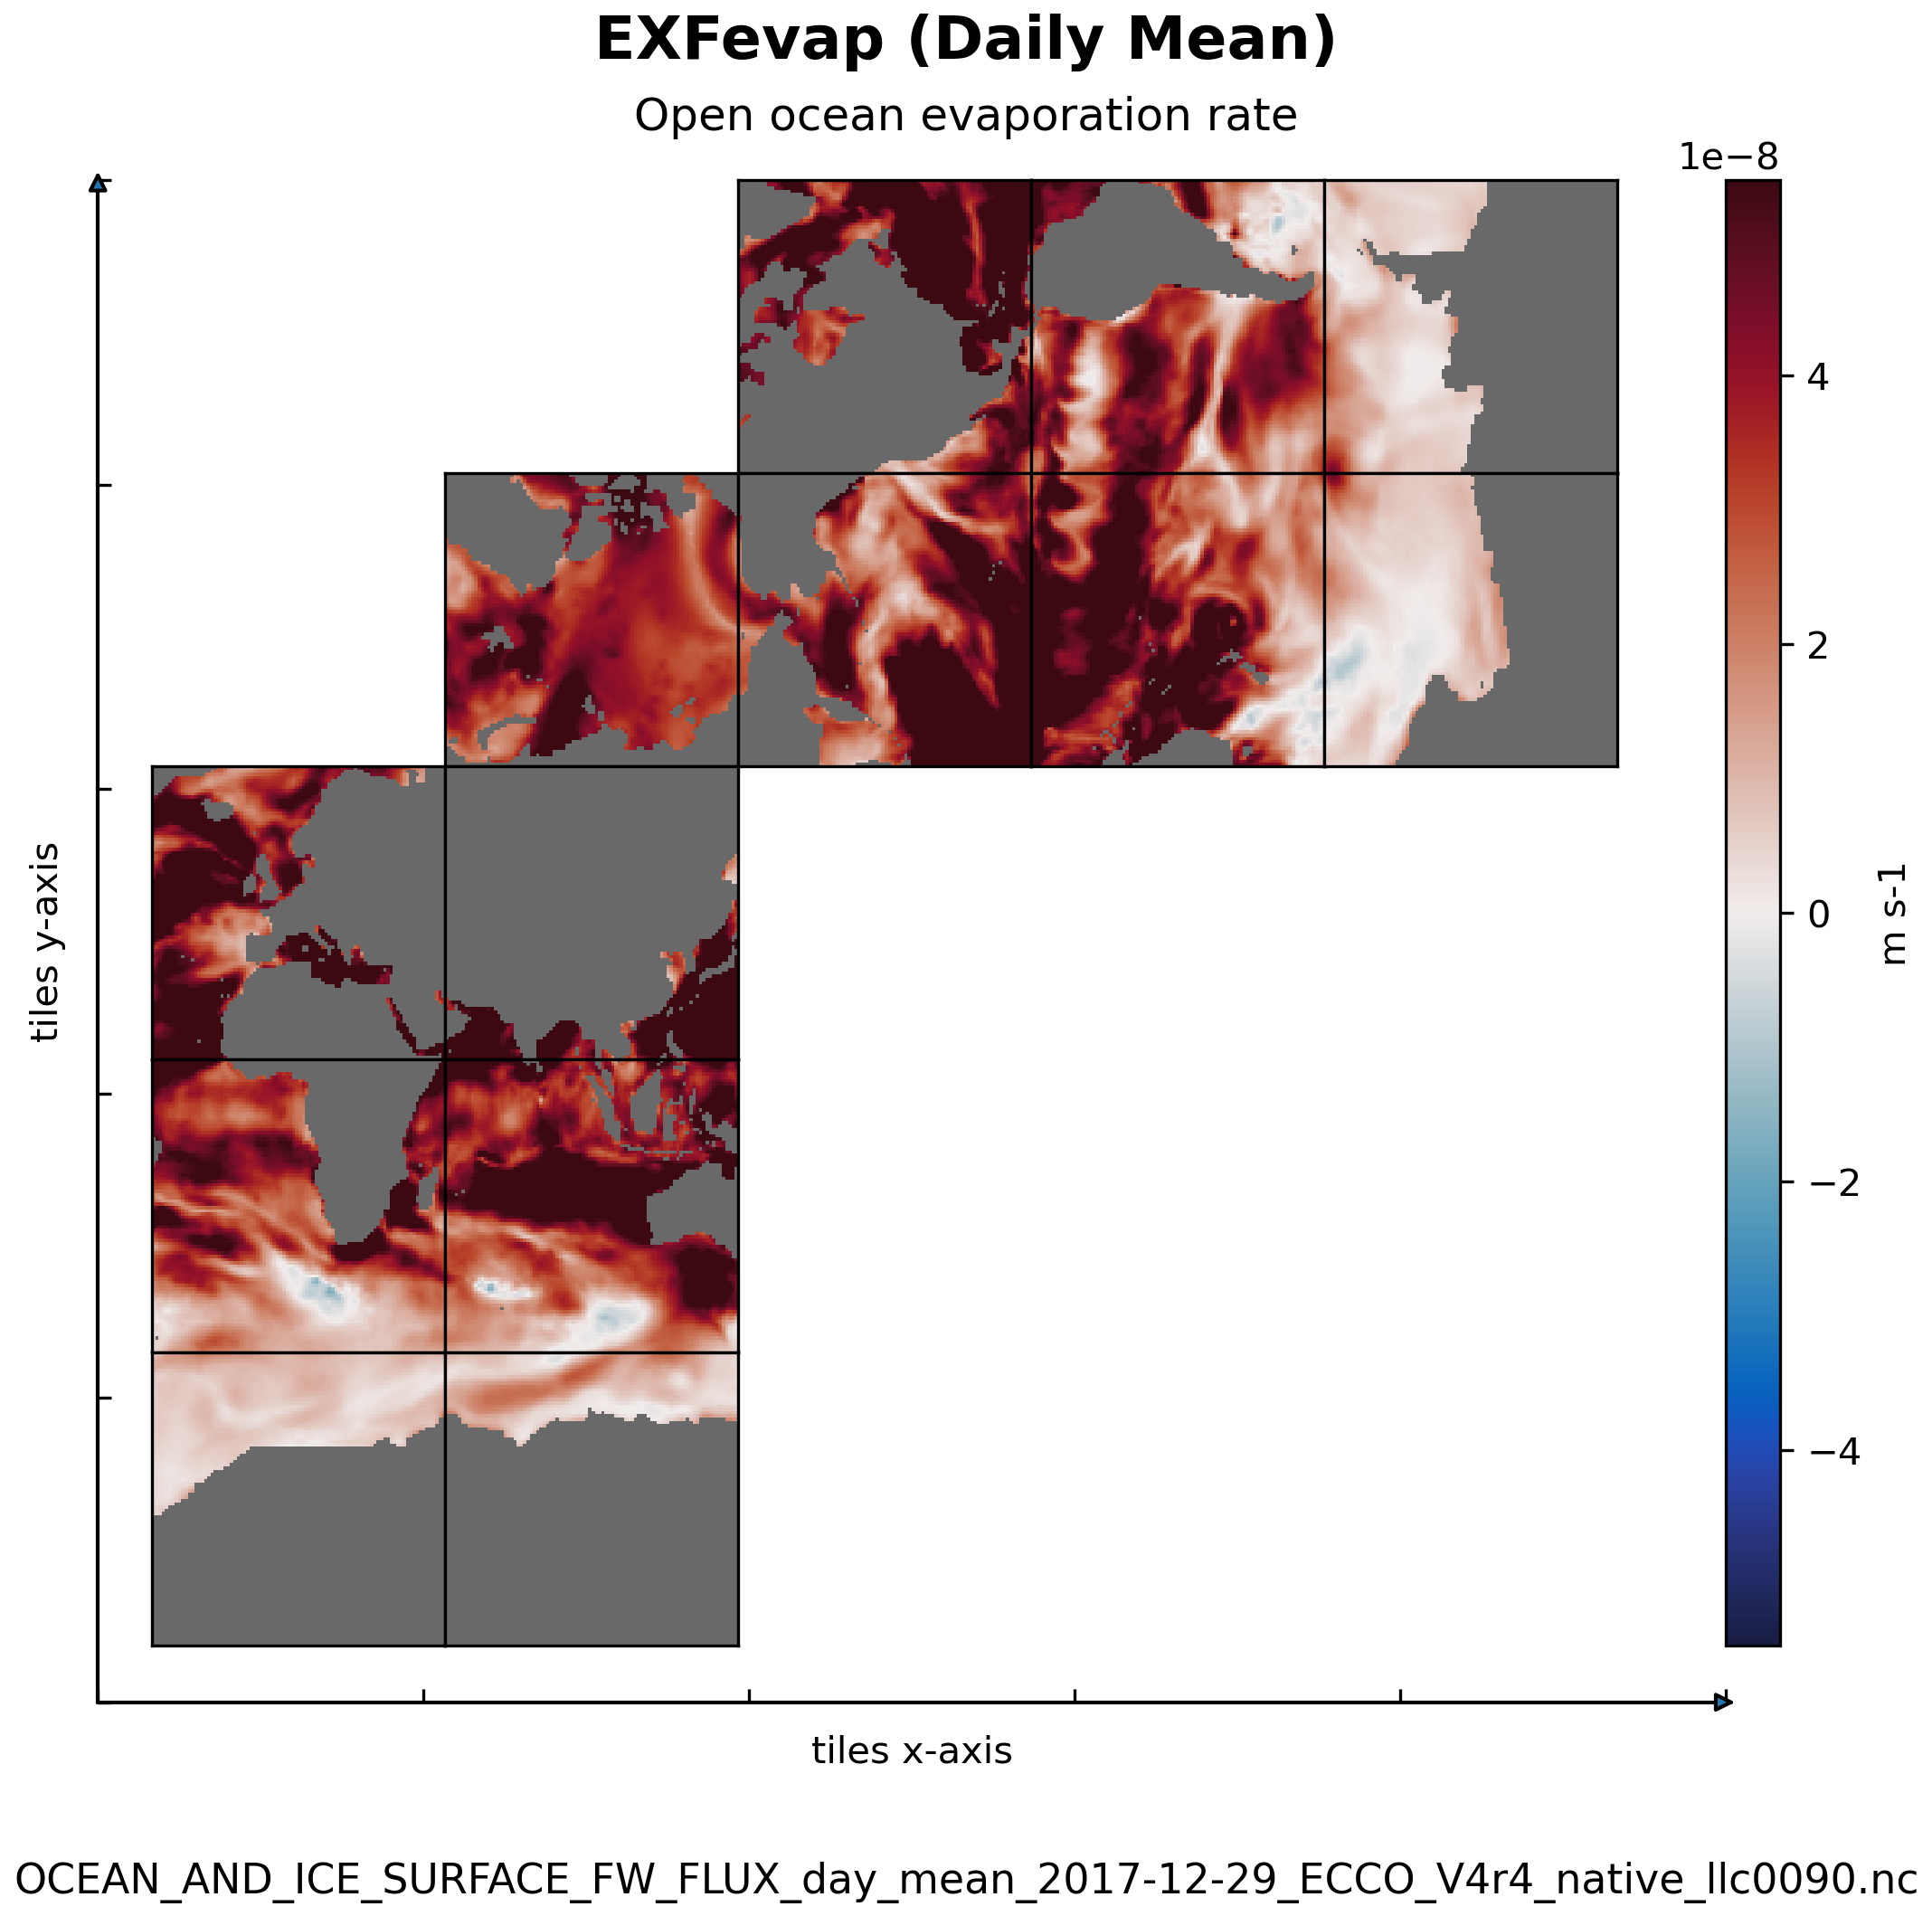 EXFevap (Daily Mean)
Open ocean evaporation rate
1e−8
4
2
0
−2
−4
m s-1
tiles y-axis
tiles x-axis
OCEAN_AND_ICE_SURFACE_FW_FLUX_day_mean_2017-12-29_ECCO_V4r4_native_llc0090.nc